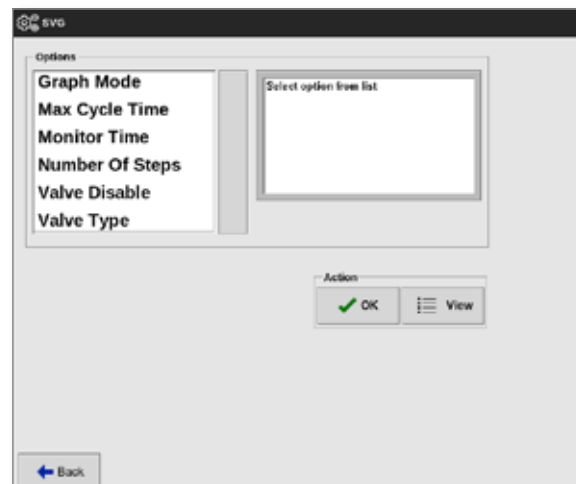 SVG
Options
Graph Mode
Max Cycle Time
Monitor Time
Number Of Steps
Valve Disable
Valve Type
Select option from list
Action
OK
View
Back